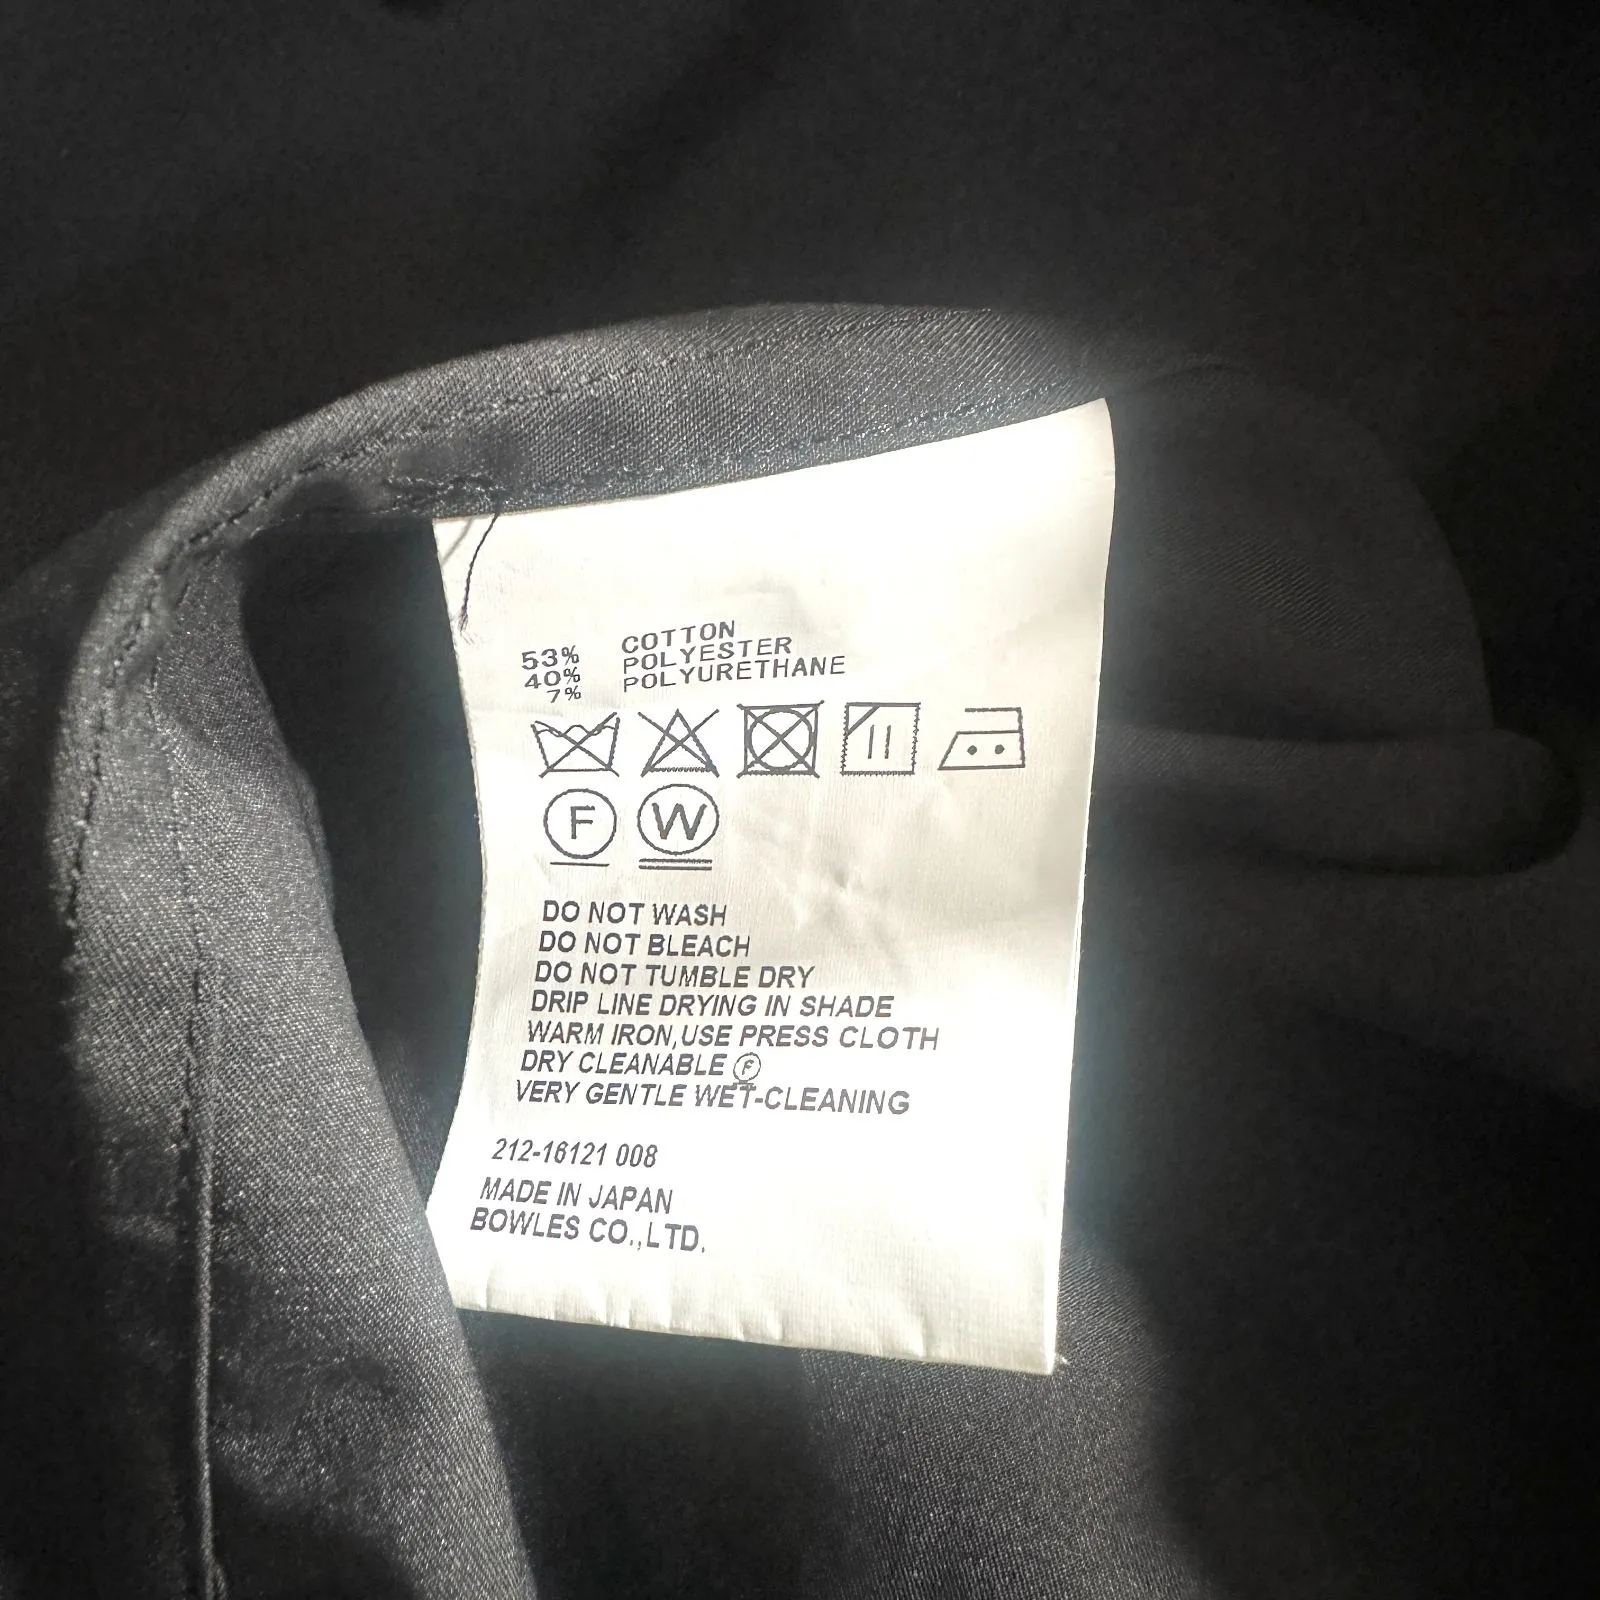 53% COTTON
40% POLYESTER
7% POLYURETHANE
F W
DO NOT WASH
DO NOT BLEACH
DO NOT TUMBLE DRY
DRIP LINE DRYING IN SHADE
WARM IRON,USE PRESS CLOTH
DRY CLEANABLE Ⓕ
VERY GENTLE WET-CLEANING
212-16121 008
MADE IN JAPAN
BOWLES CO.,LTD.